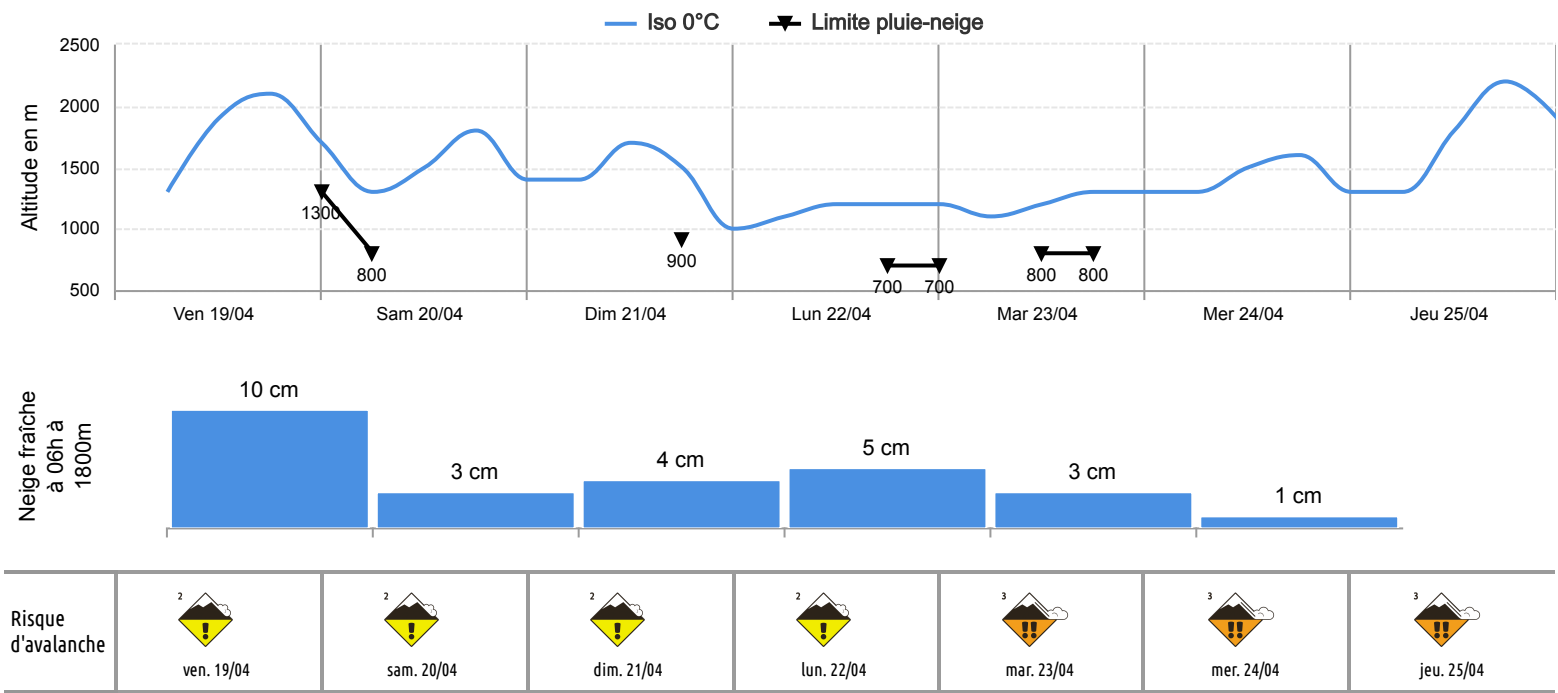 Iso 0°C Limite pluie-neige
Altitude en m
2500
2000
1500
1000
500
1300
800
900
700 700
800 800
Ven 19/04 Sam 20/04 Dim 21/04 Lun 22/04 Mar 23/04 Mer 24/04 Jeu 25/04
Neige fraîche
à 06h à
1800m
10 cm 3 cm 4 cm 5 cm 3 cm 1 cm
Risque
d'avalanche
2 2 2 2 3 3 3
! ! ! ! !! !! !!
ven. 19/04 sam. 20/04 dim. 21/04 lun. 22/04 mar. 23/04 mer. 24/04 jeu. 25/04